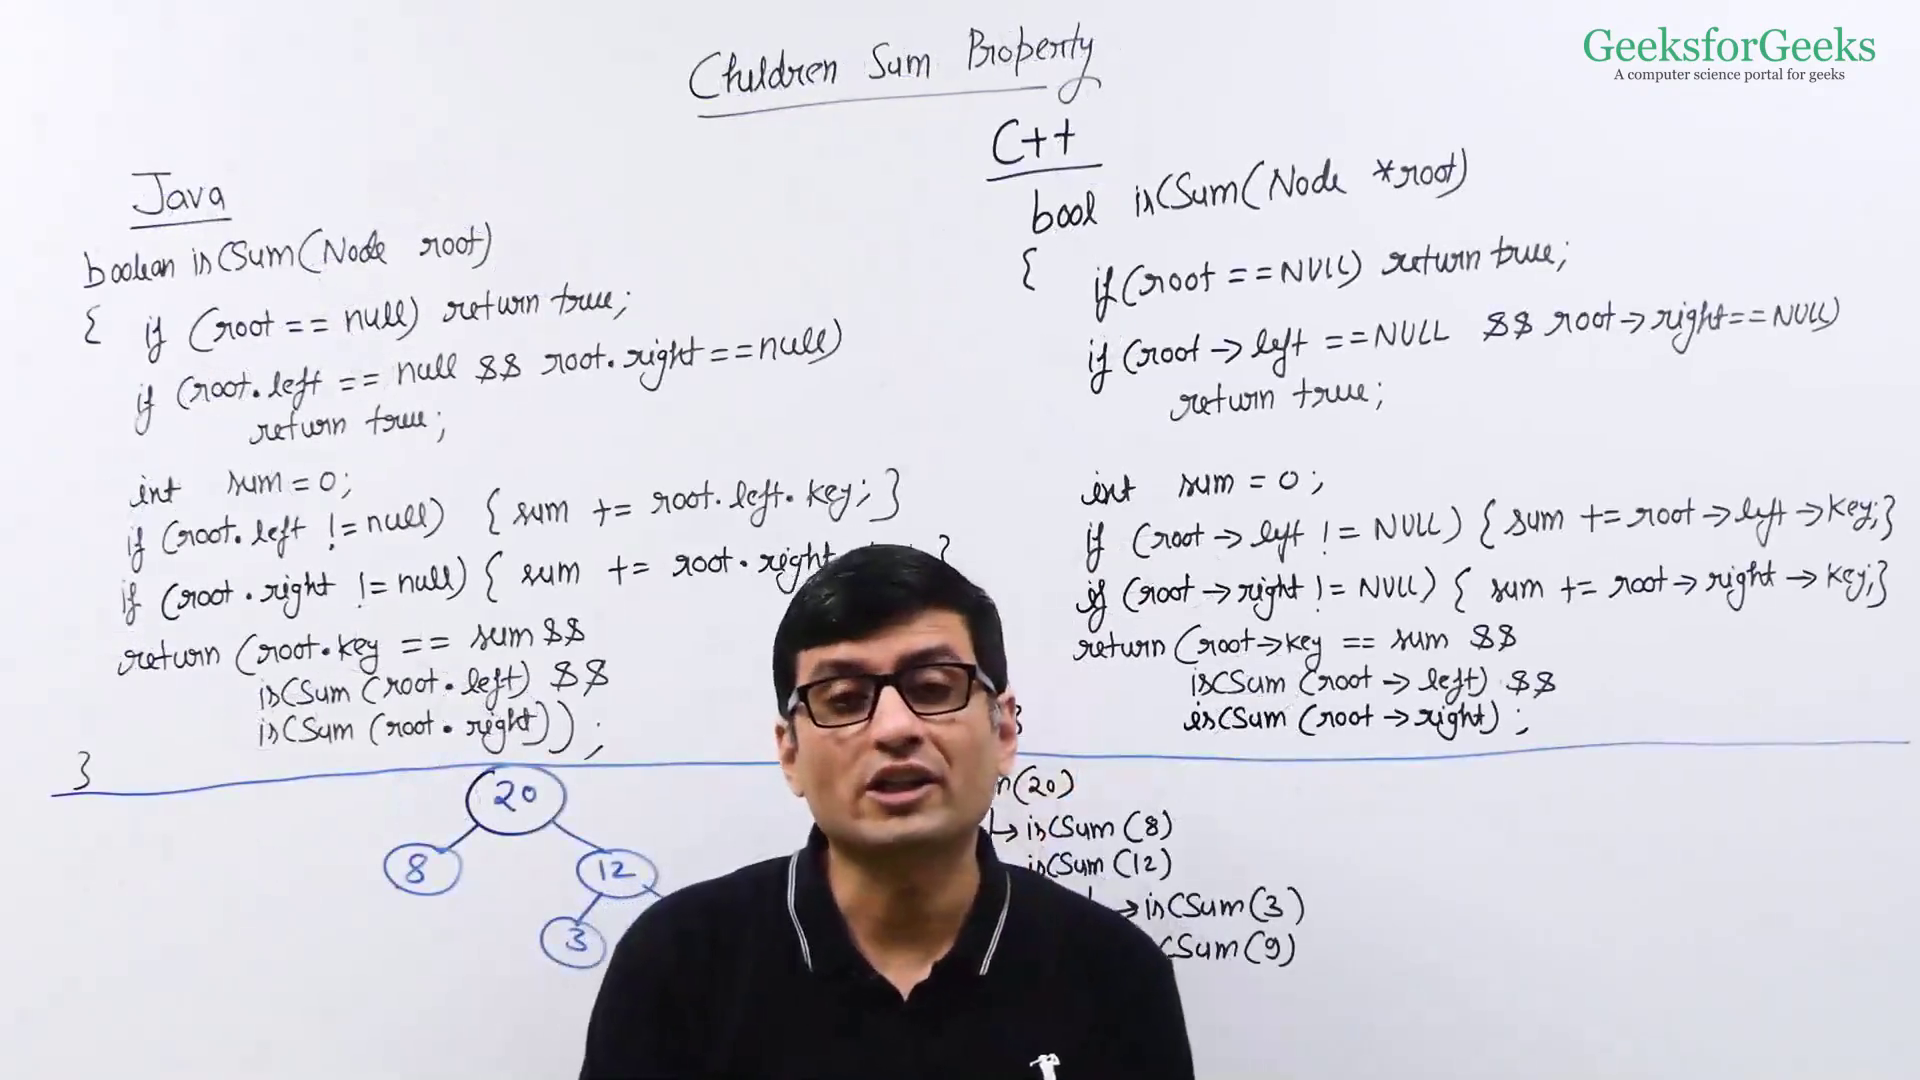 Children Sum Property
GeeksforGeeks
A computer science portal for geeks
Java
boolean isCSum(Node root)
{ if (root == null) return true;
if (root.left == null && root.right==null)
return true;
int sum=0;
if (root.left != null) { sum += root.left.key; }
if (root.right != null) { sum += root.right }
return (root.key == sum &&
isCSum (root.left) &&
isCSum (root.right)) ;
}
C++
bool isCSum(Node *root)
{ if(root ==NULL) return true;
if (root → left ==NULL && root→right==NULL)
return true;
int sum = 0;
if (root → left != NULL) { sum += root→left→key;}
if (root→right != NULL) { sum += root→right→key;}
return (root→key == sum &&
isCSum (root→ left) &&
isCSum (root→right) ;
}
20
8
12
3
(20)
↳ isCSum (8)
isCSum (12)
→ isCSum(3)
CSum(9)